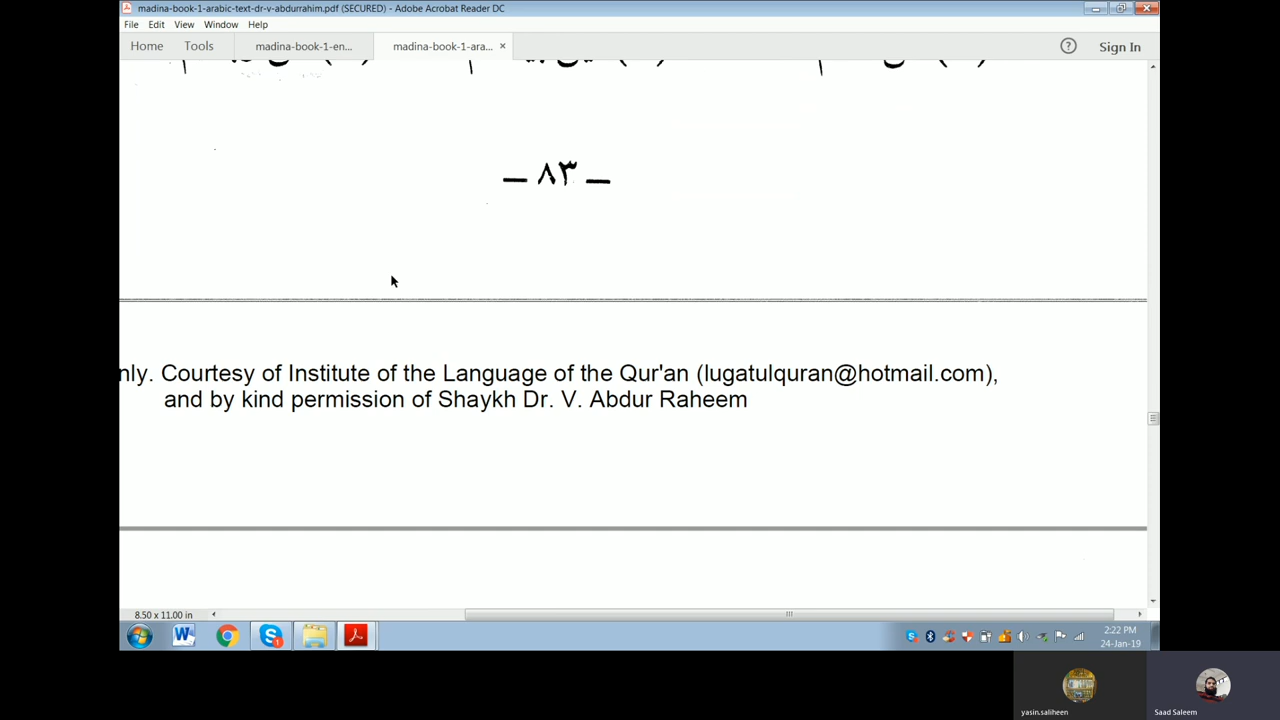 madina-book-1-arabic-text-dr-v-abdurrahim.pdf (SECURED) - Adobe Acrobat Reader DC
File Edit View Window Help
Home Tools madina-book-1-en... madina-book-1-ara... × ? Sign In
– ٨٣ –
nly. Courtesy of Institute of the Language of the Qur'an (lugatulquran@hotmail.com),
and by kind permission of Shaykh Dr. V. Abdur Raheem
8.50 x 11.00 in
2:22 PM
24-Jan-19
yasin.saliheen
Saad Saleem